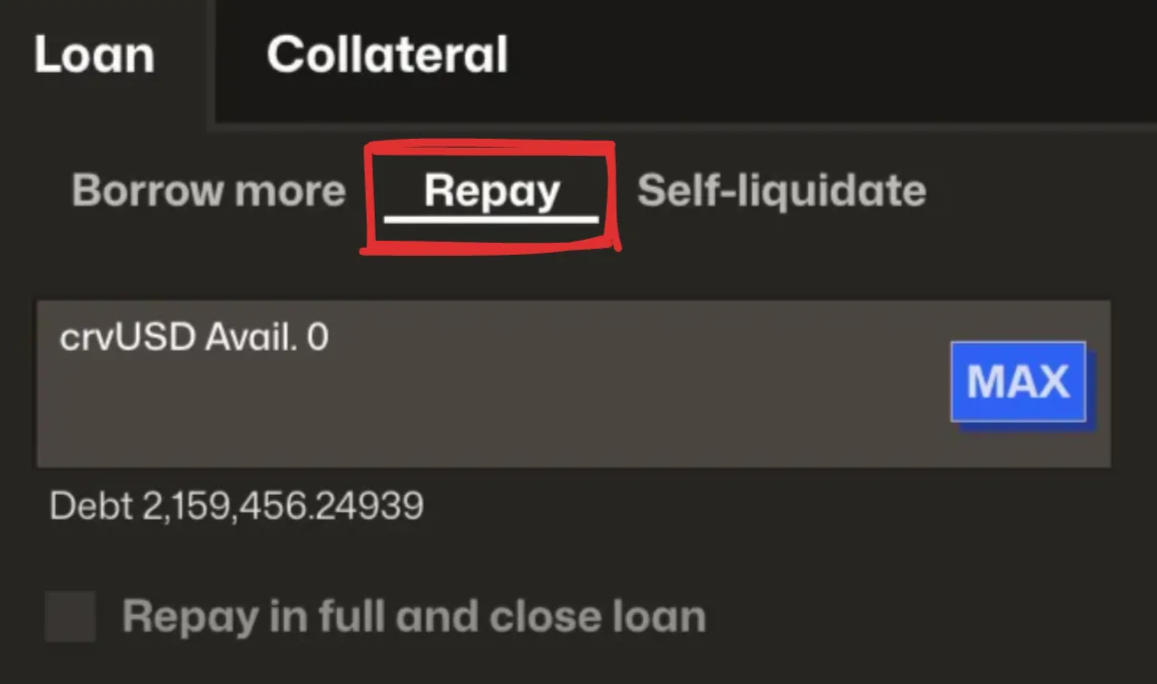 Loan Collateral
Borrow more Repay Self-liquidate
crvUSD Avail. 0
MAX
Debt 2,159,456.24939
Repay in full and close loan